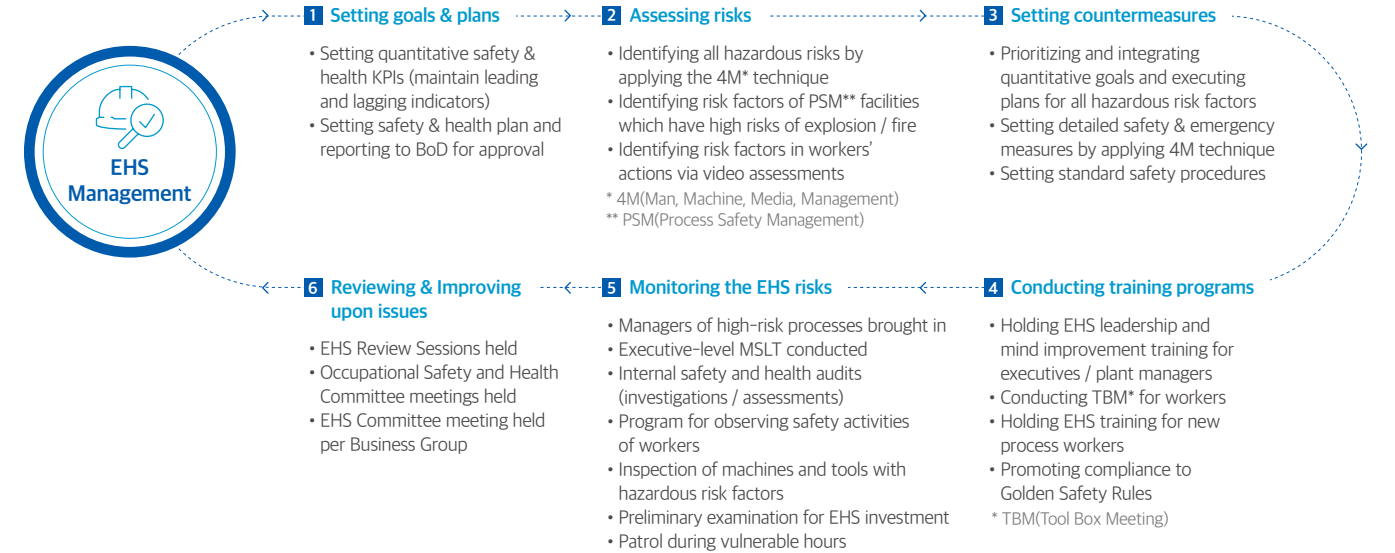 EHS
Management
1 Setting goals & plans
• Setting quantitative safety &
health KPIs (maintain leading
and lagging indicators)
• Setting safety & health plan and
reporting to BoD for approval
2 Assessing risks
• Identifying all hazardous risks by
applying the 4M* technique
• Identifying risk factors of PSM** facilities
which have high risks of explosion / fire
• Identifying risk factors in workers’
actions via video assessments
* 4M(Man, Machine, Media, Management)
** PSM(Process Safety Management)
3 Setting countermeasures
• Prioritizing and integrating
quantitative goals and executing
plans for all hazardous risk factors
• Setting detailed safety & emergency
measures by applying 4M technique
• Setting standard safety procedures
4 Conducting training programs
• Holding EHS leadership and
mind improvement training for
executives / plant managers
• Conducting TBM* for workers
• Holding EHS training for new
process workers
• Promoting compliance to
Golden Safety Rules
* TBM(Tool Box Meeting)
5 Monitoring the EHS risks
• Managers of high-risk processes brought in
• Executive-level MSLT conducted
• Internal safety and health audits
(investigations / assessments)
• Program for observing safety activities
of workers
• Inspection of machines and tools with
hazardous risk factors
• Preliminary examination for EHS investment
• Patrol during vulnerable hours
6 Reviewing & Improving
upon issues
• EHS Review Sessions held
• Occupational Safety and Health
Committee meetings held
• EHS Committee meeting held
per Business Group